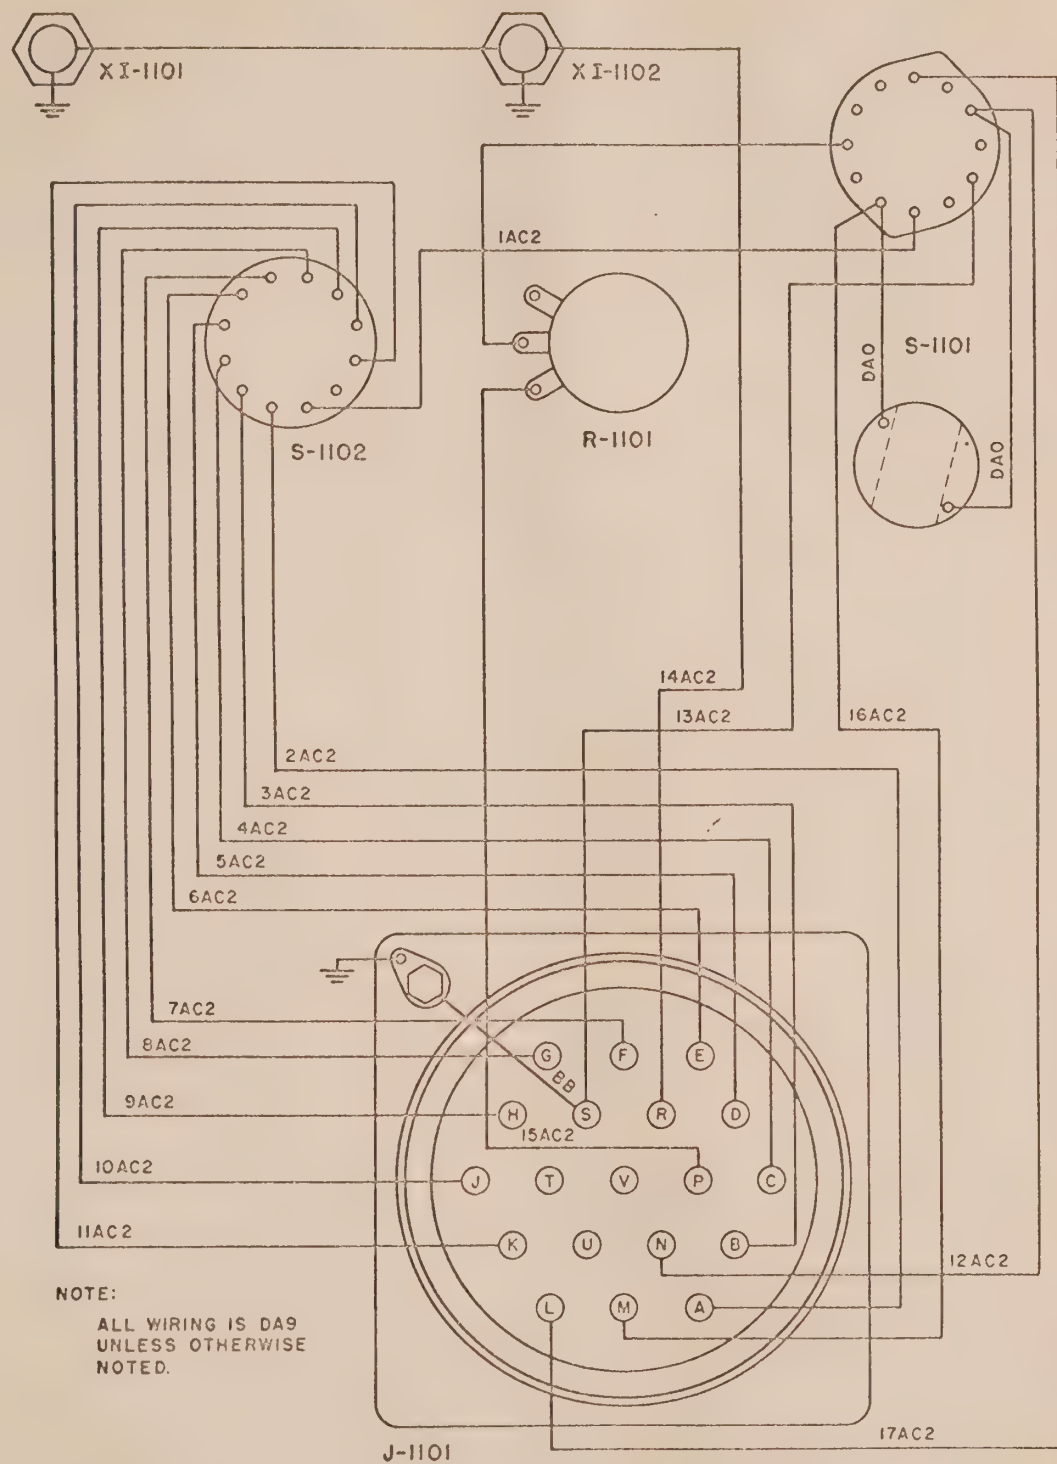 XI-1101
XI-1102
1AC2
S-1101
DA0
DA0
S-1102
R-1101
14AC2
13AC2
16AC2
2AC2
3AC2
4AC2
5AC2
6AC2
7AC2
8AC2
G
F
E
BB
9AC2
H
S
R
D
15AC2
10AC2
J
T
V
P
C
11AC2
K
U
N
B
12AC2
NOTE:
L
M
A
ALL WIRING IS DA9
UNLESS OTHERWISE
NOTED.
17AC2
J-1101